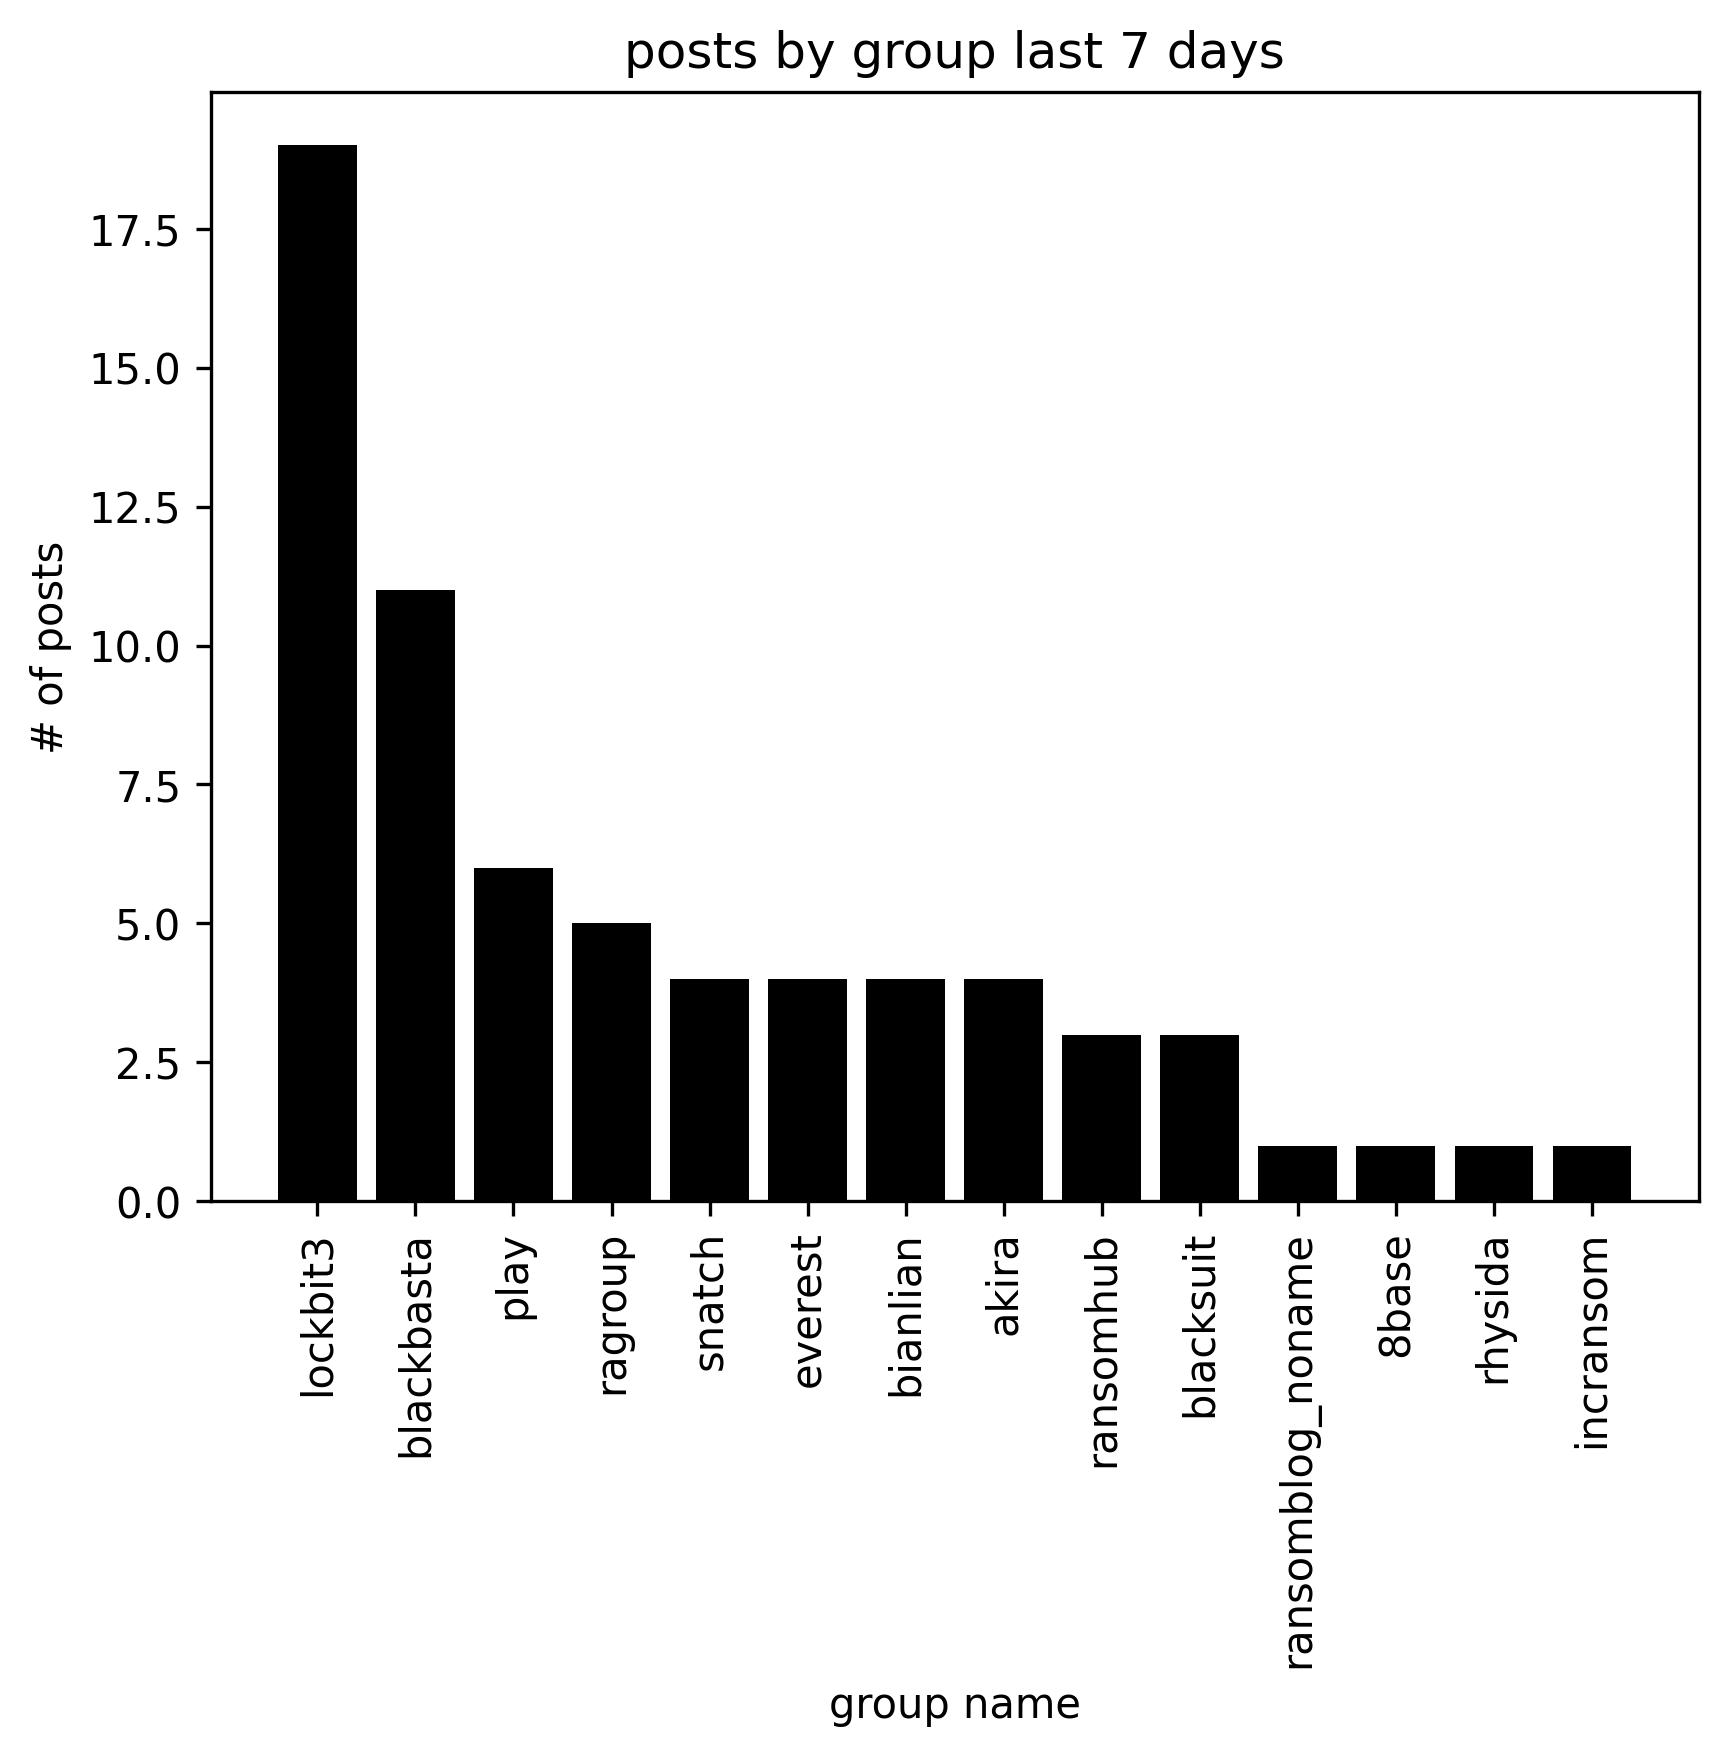 posts by group last 7 days
# of posts
17.5
15.0
12.5
10.0
7.5
5.0
2.5
0.0
lockbit3
blackbasta
play
ragroup
snatch
everest
bianlian
akira
ransomhub
blacksuit
ransomblog_noname
8base
rhysida
incransom
group name